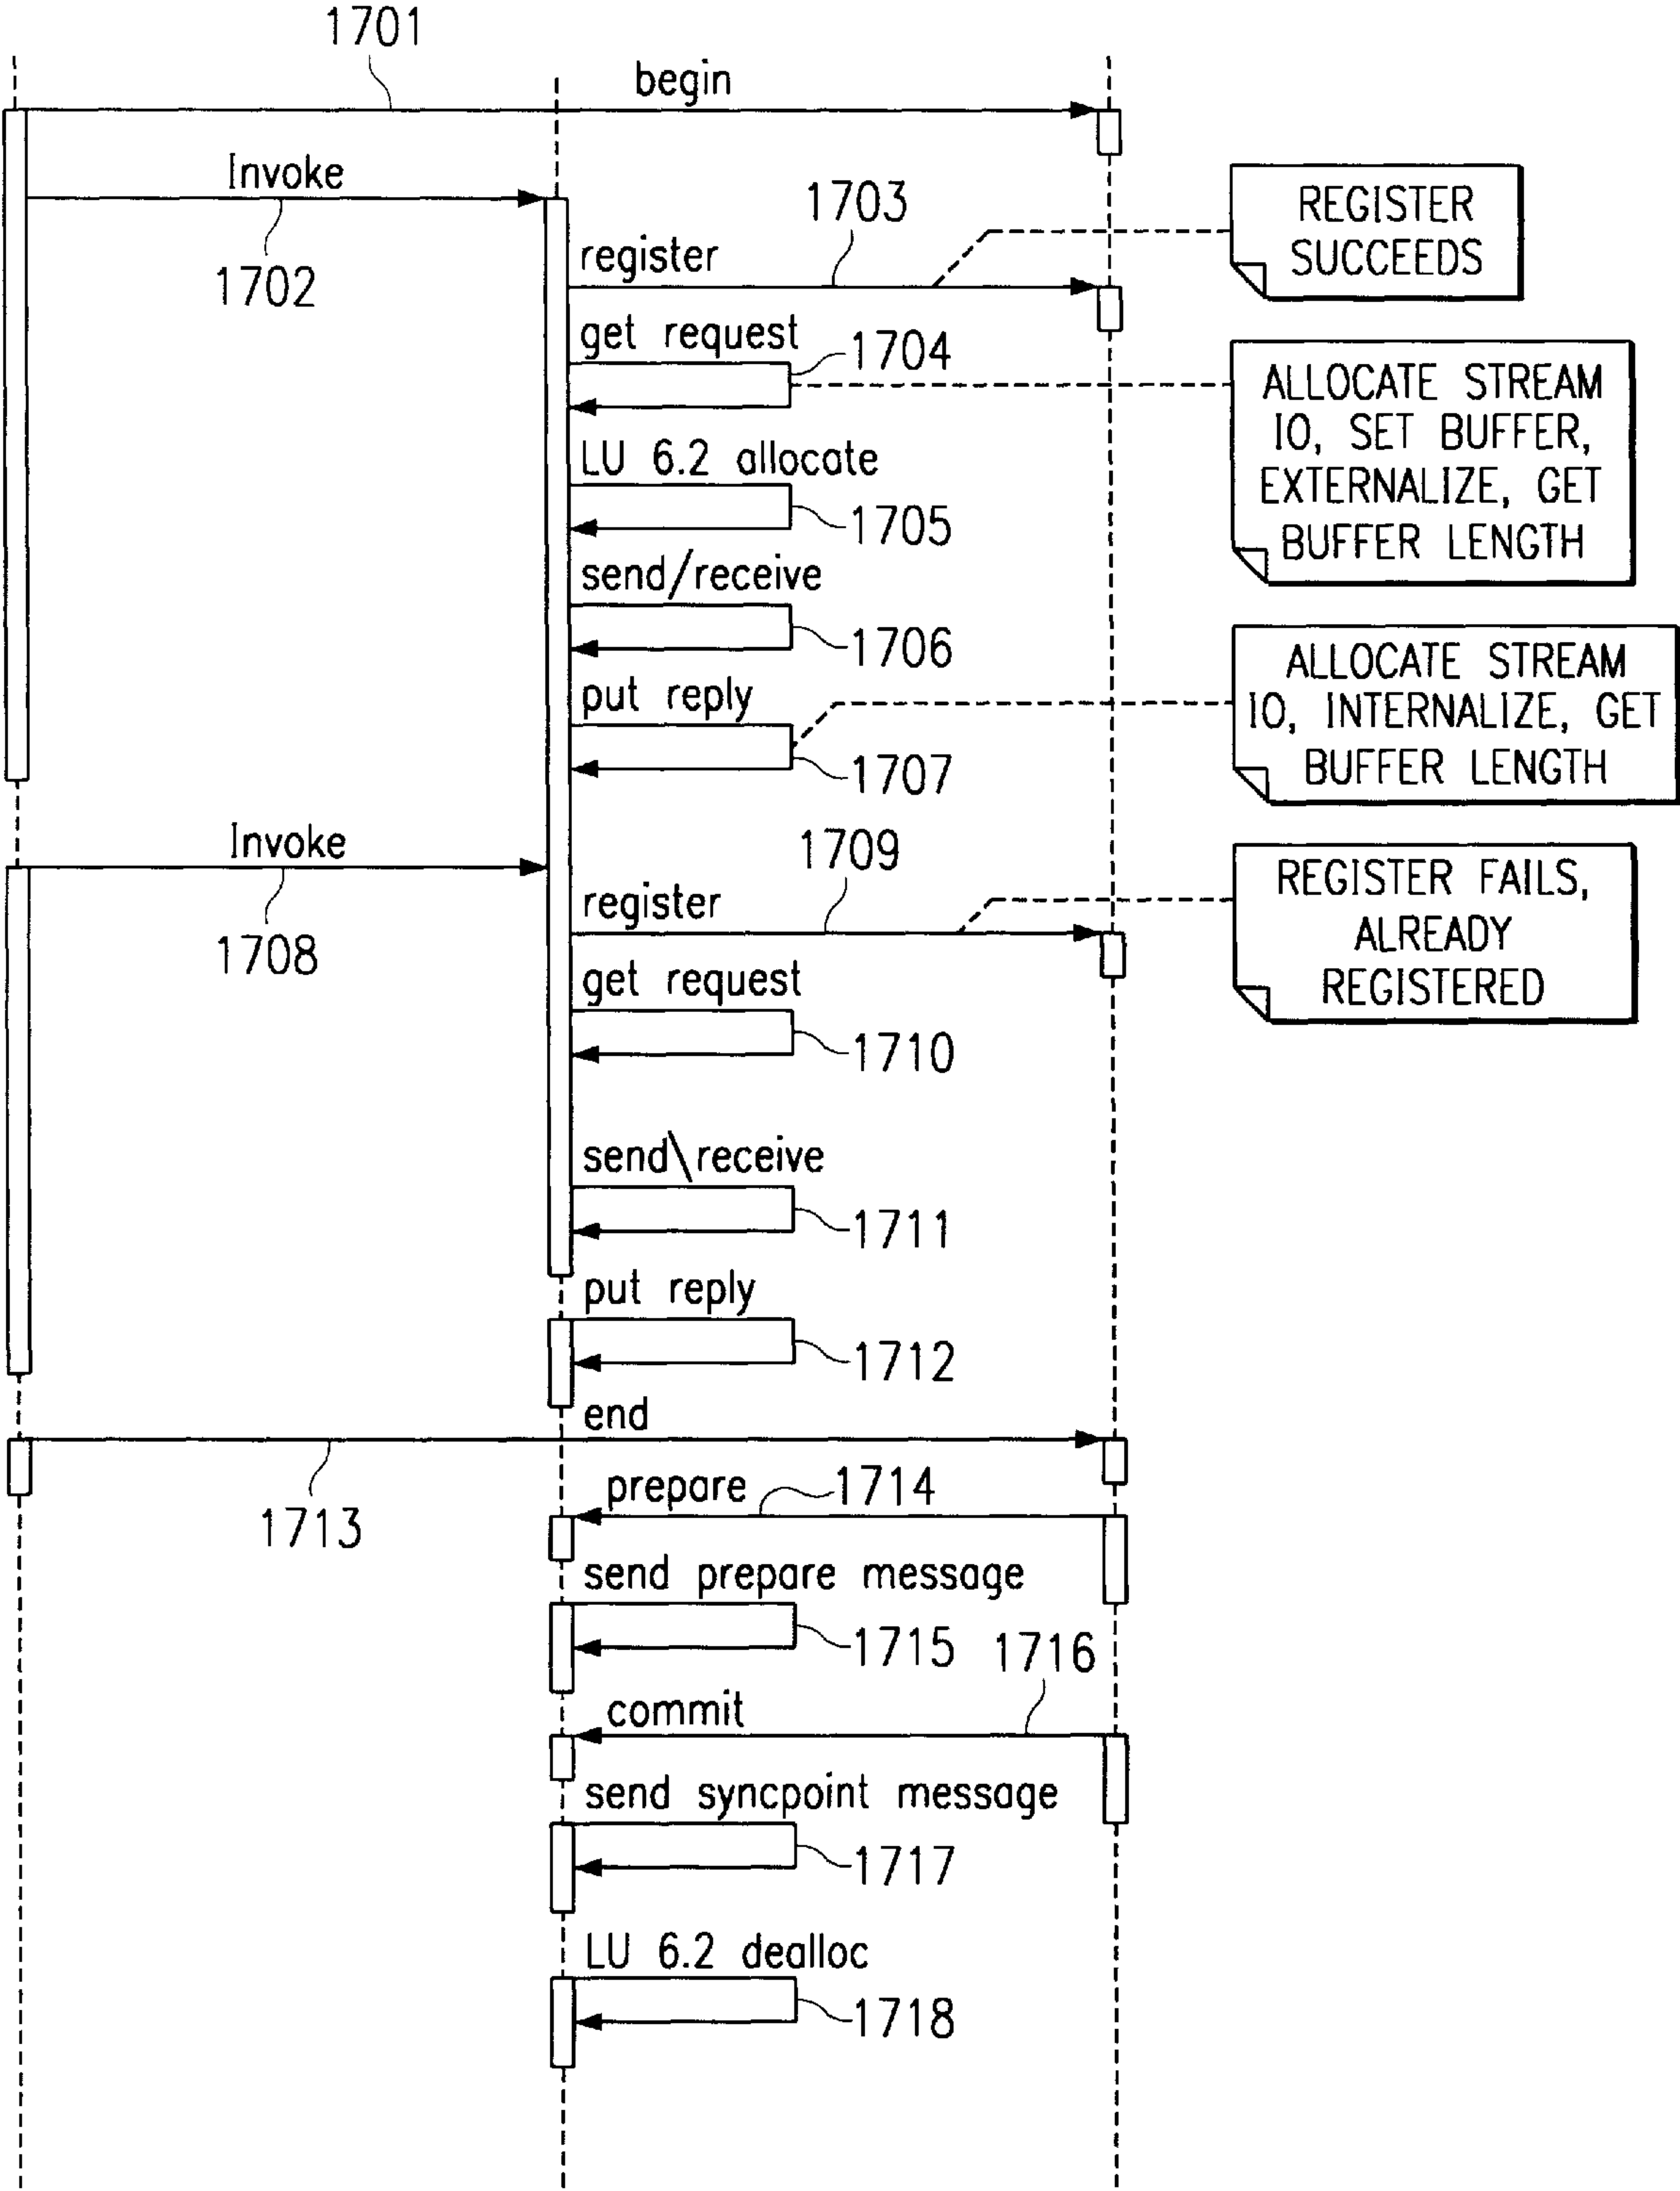 1701
begin
Invoke
1702
1703
register
REGISTER
SUCCEEDS
get request
1704
ALLOCATE STREAM
IO, SET BUFFER,
EXTERNALIZE, GET
BUFFER LENGTH
LU 6.2 allocate
1705
send/receive
1706
put reply
1707
ALLOCATE STREAM
IO, INTERNALIZE, GET
BUFFER LENGTH
Invoke
1708
1709
register
REGISTER FAILS,
ALREADY
REGISTERED
get request
1710
send\receive
1711
put reply
1712
end
1713
prepare
1714
send prepare message
1715
1716
commit
send syncpoint message
1717
LU 6.2 dealloc
1718